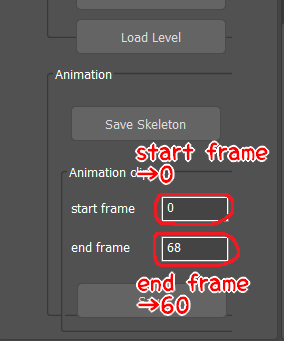 Load Level
Animation
Save Skeleton
start frame
Animation c
→0
start frame 0
end frame 68
end frame
→60